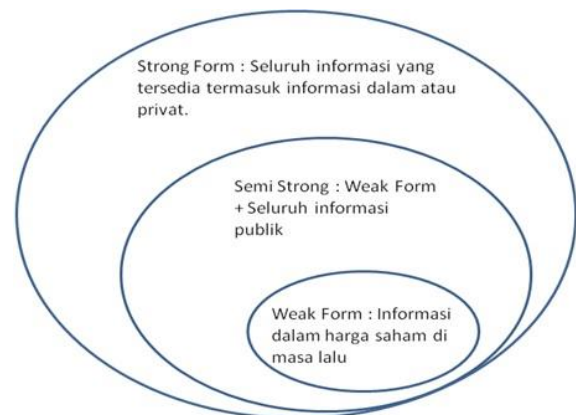 Strong Form : Seluruh informasi yang
tersedia termasuk informasi dalam atau
privat.
Semi Strong : Weak Form
+ Seluruh informasi
publik
Weak Form : Informasi
dalam harga saham di
masa lalu